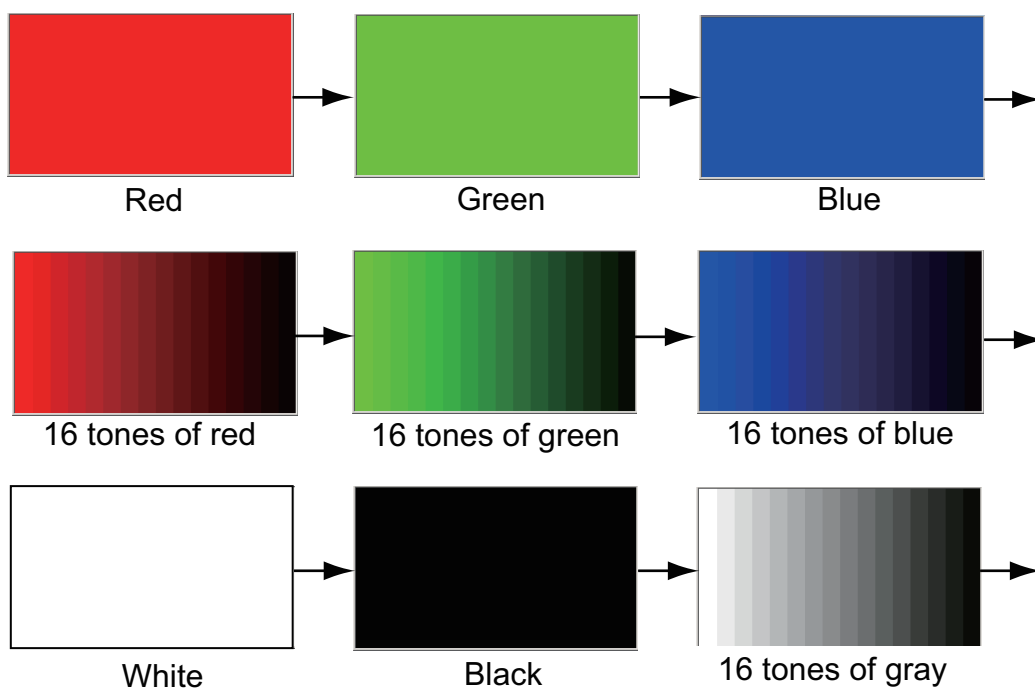 Red
Green
Blue
16 tones of red
16 tones of green
16 tones of blue
White
Black
16 tones of gray